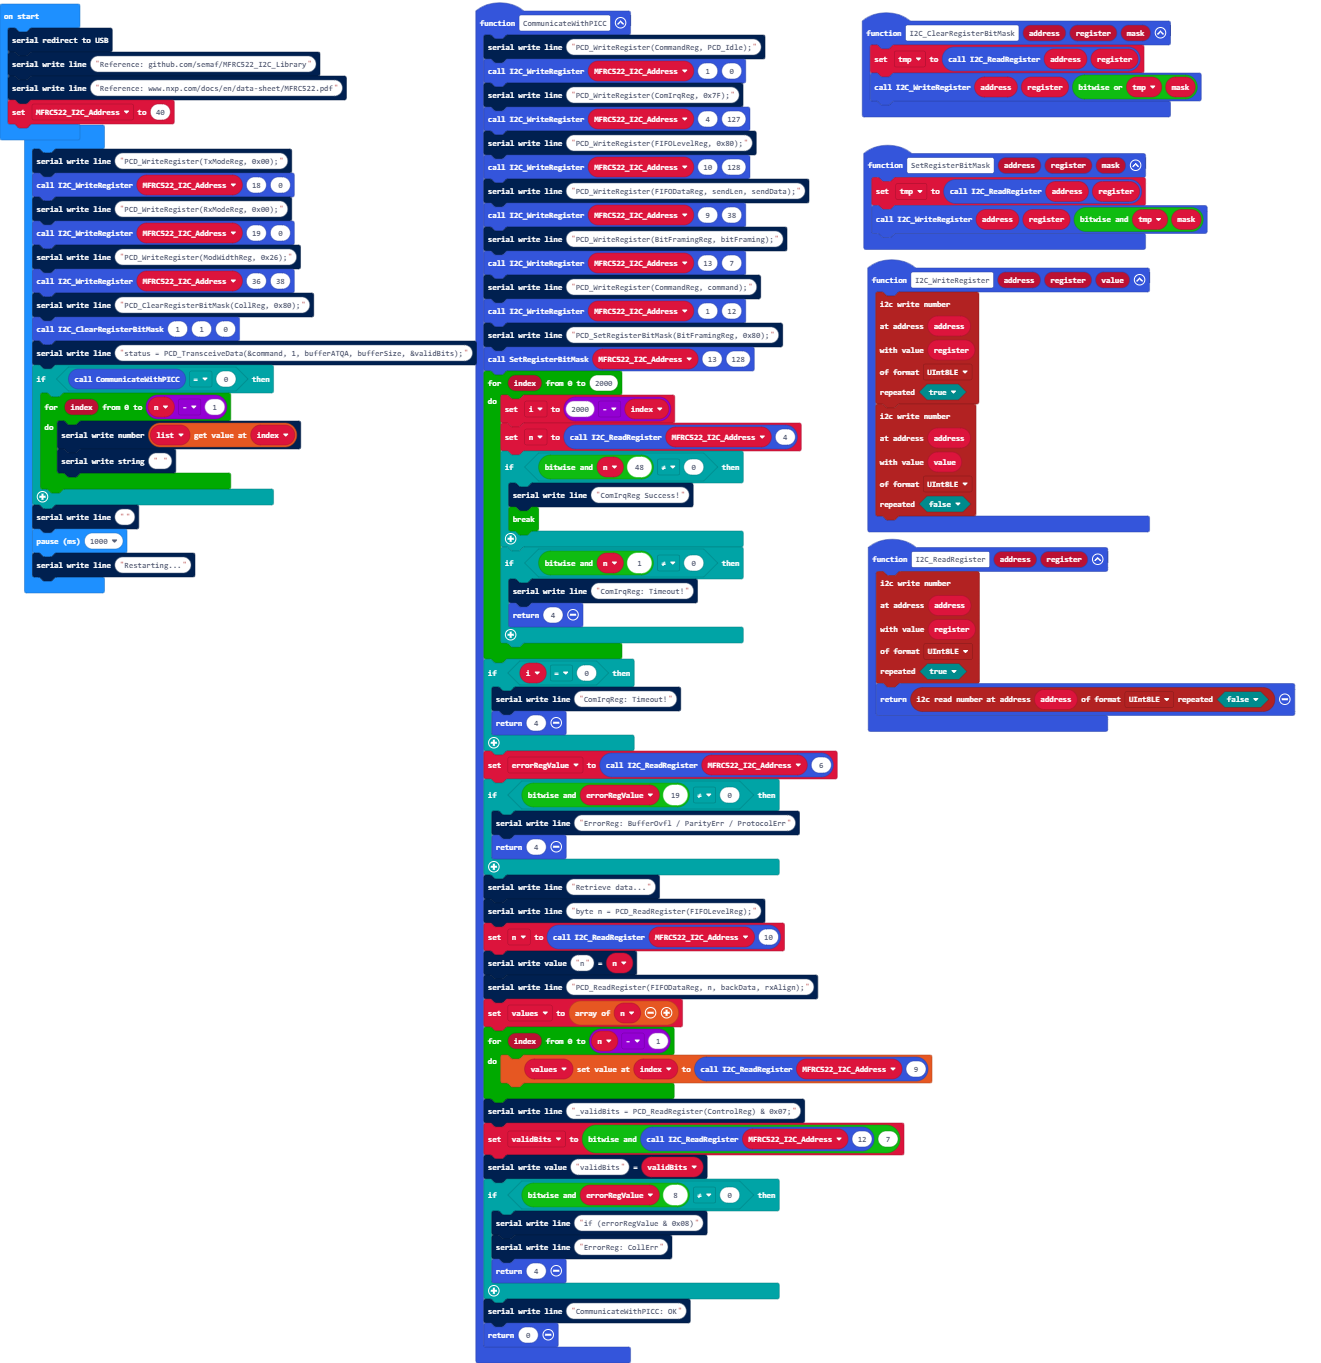 on start
serial redirect to USB
serial write line "Reference: github.com/semaf/MFRC522_I2C_Library"
serial write line "Reference: www.nxp.com/docs/en/data-sheet/MFRC522.pdf"
set MFRC522_I2C_Address to 40
serial write line "PCD_WriteRegister(TxModeReg, 0x00);"
call I2C_WriteRegister MFRC522_I2C_Address 18 0
serial write line "PCD_WriteRegister(RxModeReg, 0x00);"
call I2C_WriteRegister MFRC522_I2C_Address 19 0
serial write line "PCD_WriteRegister(ModWidthReg, 0x26);"
call I2C_WriteRegister MFRC522_I2C_Address 36 38
serial write line "PCD_ClearRegisterBitMask(CollReg, 0x80);"
call I2C_ClearRegisterBitMask 1 1 0
serial write line "status = PCD_TransceiveData(&command, 1, bufferATQA, bufferSize, &validBits);"
if call CommunicateWithPICC = 0 then
for index from 0 to n - 1
do
serial write number list get value at index
serial write string " "
serial write line ""
pause (ms) 1000
serial write line "Restarting..."
function CommunicateWithPICC
serial write line "PCD_WriteRegister(CommandReg, PCD_Idle);"
call I2C_WriteRegister MFRC522_I2C_Address 1 0
serial write line "PCD_WriteRegister(ComIrqReg, 0x7F);"
call I2C_WriteRegister MFRC522_I2C_Address 4 127
serial write line "PCD_WriteRegister(FIFOLevelReg, 0x80);"
call I2C_WriteRegister MFRC522_I2C_Address 10 128
serial write line "PCD_WriteRegister(FIFODataReg, sendLen, sendData);"
call I2C_WriteRegister MFRC522_I2C_Address 9 38
serial write line "PCD_WriteRegister(BitFramingReg, bitFraming);"
call I2C_WriteRegister MFRC522_I2C_Address 13 7
serial write line "PCD_WriteRegister(CommandReg, command);"
call I2C_WriteRegister MFRC522_I2C_Address 1 12
serial write line "PCD_SetRegisterBitMask(BitFramingReg, 0x80);"
call SetRegisterBitMask MFRC522_I2C_Address 13 128
for index from 0 to 2000
do
set i to 2000 - index
set n to call I2C_ReadRegister MFRC522_I2C_Address 4
if bitwise and n 48 ≠ 0 then
serial write line "ComIrqReg Success!"
break
if bitwise and n 1 ≠ 0 then
serial write line "ComIrqReg: Timeout!"
return 4
if i = 0 then
serial write line "ComIrqReg: Timeout!"
return 4
set errorRegValue to call I2C_ReadRegister MFRC522_I2C_Address 6
if bitwise and errorRegValue 19 ≠ 0 then
serial write line "ErrorReg: BufferOvfl / ParityErr / ProtocolErr"
return 4
serial write line "Retrieve data..."
serial write line "byte n = PCD_ReadRegister(FIFOLevelReg);"
set n to call I2C_ReadRegister MFRC522_I2C_Address 10
serial write value "n" = n
serial write line "PCD_ReadRegister(FIFODataReg, n, backData, rxAlign);"
set values to array of n
for index from 0 to n - 1
do
values set value at index to call I2C_ReadRegister MFRC522_I2C_Address 9
serial write line "_validBits = PCD_ReadRegister(ControlReg) & 0x07;"
set validBits to bitwise and call I2C_ReadRegister MFRC522_I2C_Address 12 7
serial write value "validBits" = validBits
if bitwise and errorRegValue 8 ≠ 0 then
serial write line "if (errorRegValue & 0x08)"
serial write line "ErrorReg: CollErr"
return 4
serial write line "CommunicateWithPICC: OK"
return 0
function I2C_ClearRegisterBitMask address register mask
set tmp to call I2C_ReadRegister address register
call I2C_WriteRegister address register bitwise or tmp mask
function SetRegisterBitMask address register mask
set tmp to call I2C_ReadRegister address register
call I2C_WriteRegister address register bitwise and tmp mask
function I2C_WriteRegister address register value
i2c write number
at address address
with value register
of format UInt8LE
repeated true
i2c write number
at address address
with value value
of format UInt8LE
repeated false
function I2C_ReadRegister address register
i2c write number
at address address
with value register
of format UInt8LE
repeated true
return i2c read number at address address of format UInt8LE repeated false